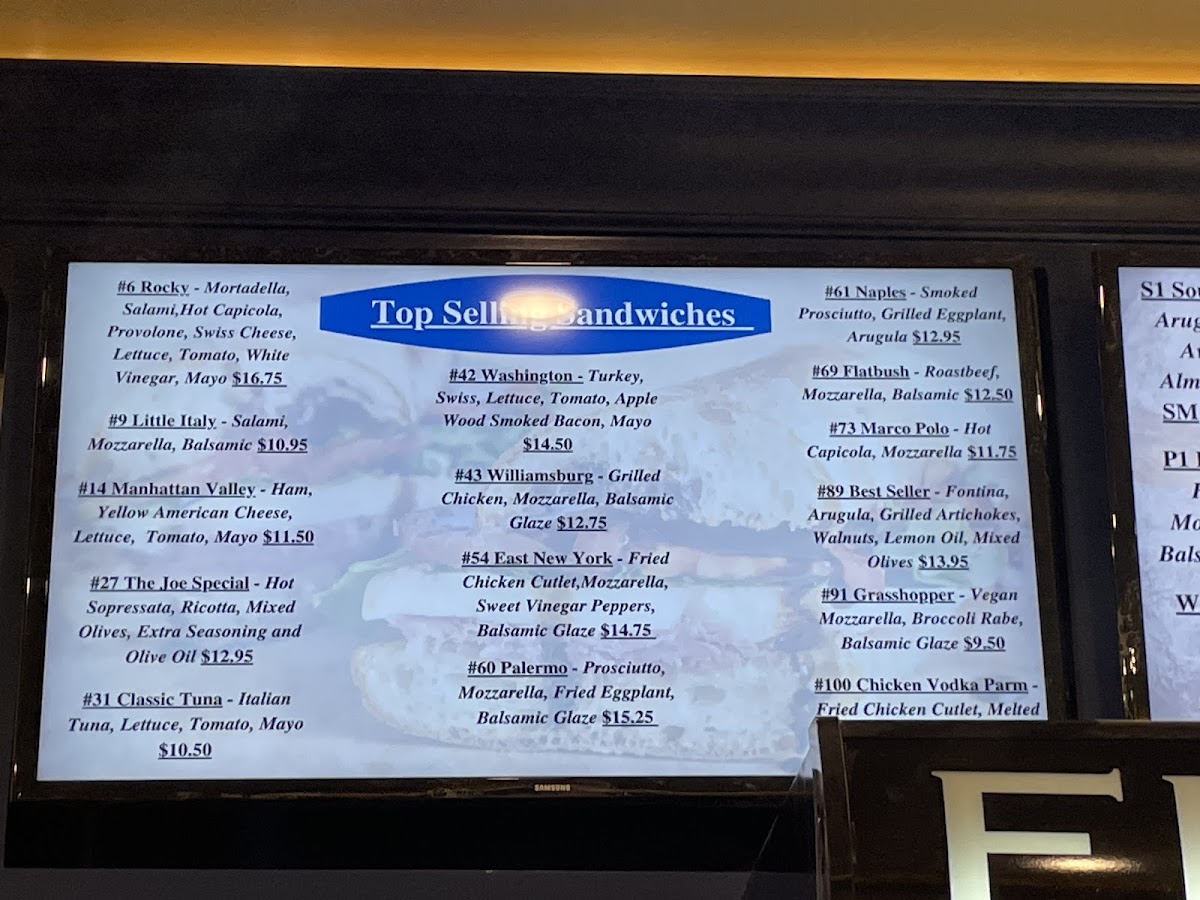 #6 Rocky - Mortadella,
Salami,Hot Capicola,
Provolone, Swiss Cheese,
Lettuce, Tomato, White
Vinegar, Mayo $16.75
#9 Little Italy - Salami,
Mozzarella, Balsamic $10.95
#14 Manhattan Valley - Ham,
Yellow American Cheese,
Lettuce, Tomato, Mayo $11.50
#27 The Joe Special - Hot
Sopressata, Ricotta, Mixed
Olives, Extra Seasoning and
Olive Oil $12.95
#31 Classic Tuna - Italian
Tuna, Lettuce, Tomato, Mayo
$10.50
Top Selling Sandwiches
#42 Washington - Turkey,
Swiss, Lettuce, Tomato, Apple
Wood Smoked Bacon, Mayo
$14.50
#43 Williamsburg - Grilled
Chicken, Mozzarella, Balsamic
Glaze $12.75
#54 East New York - Fried
Chicken Cutlet,Mozzarella,
Sweet Vinegar Peppers,
Balsamic Glaze $14.75
#60 Palermo - Prosciutto,
Mozzarella, Fried Eggplant,
Balsamic Glaze $15.25
#61 Naples - Smoked
Prosciutto, Grilled Eggplant,
Arugula $12.95
#69 Flatbush - Roastbeef,
Mozzarella, Balsamic $12.50
#73 Marco Polo - Hot
Capicola, Mozzarella $11.75
#89 Best Seller - Fontina,
Arugula, Grilled Artichokes,
Walnuts, Lemon Oil, Mixed
Olives $13.95
#91 Grasshopper - Vegan
Mozzarella, Broccoli Rabe,
Balsamic Glaze $9.50
#100 Chicken Vodka Parm -
Fried Chicken Cutlet, Melted
SAMSUNG
S1
SM
P1